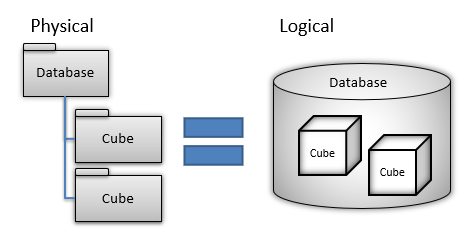 Physical
Logical
Database
Cube
Cube
Database
Cube
Cube